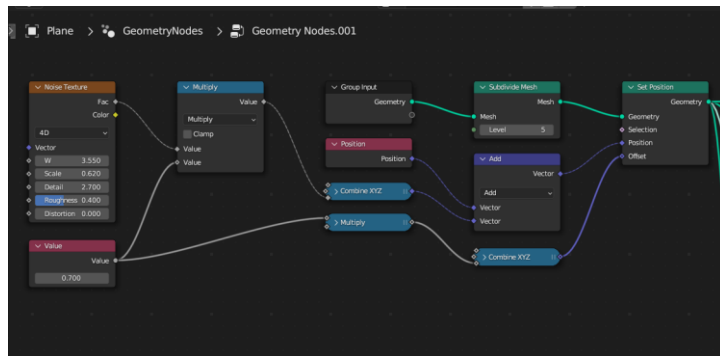 Plane > GeometryNodes > Geometry Nodes.001
Noise Texture
Fac
Color
4D
Vector
W 3.550
Scale 0.620
Detail 2.700
Roughness 0.400
Distortion 0.000
Value
Value
0.700
Multiply
Value
Multiply
Clamp
Value
Value
Group Input
Geometry
Position
Position
Combine XYZ
Multiply
Subdivide Mesh
Mesh
Mesh
Level 5
Add
Vector
Add
Vector
Vector
Combine XYZ
Set Position
Geometry
Geometry
Selection
Position
Offset